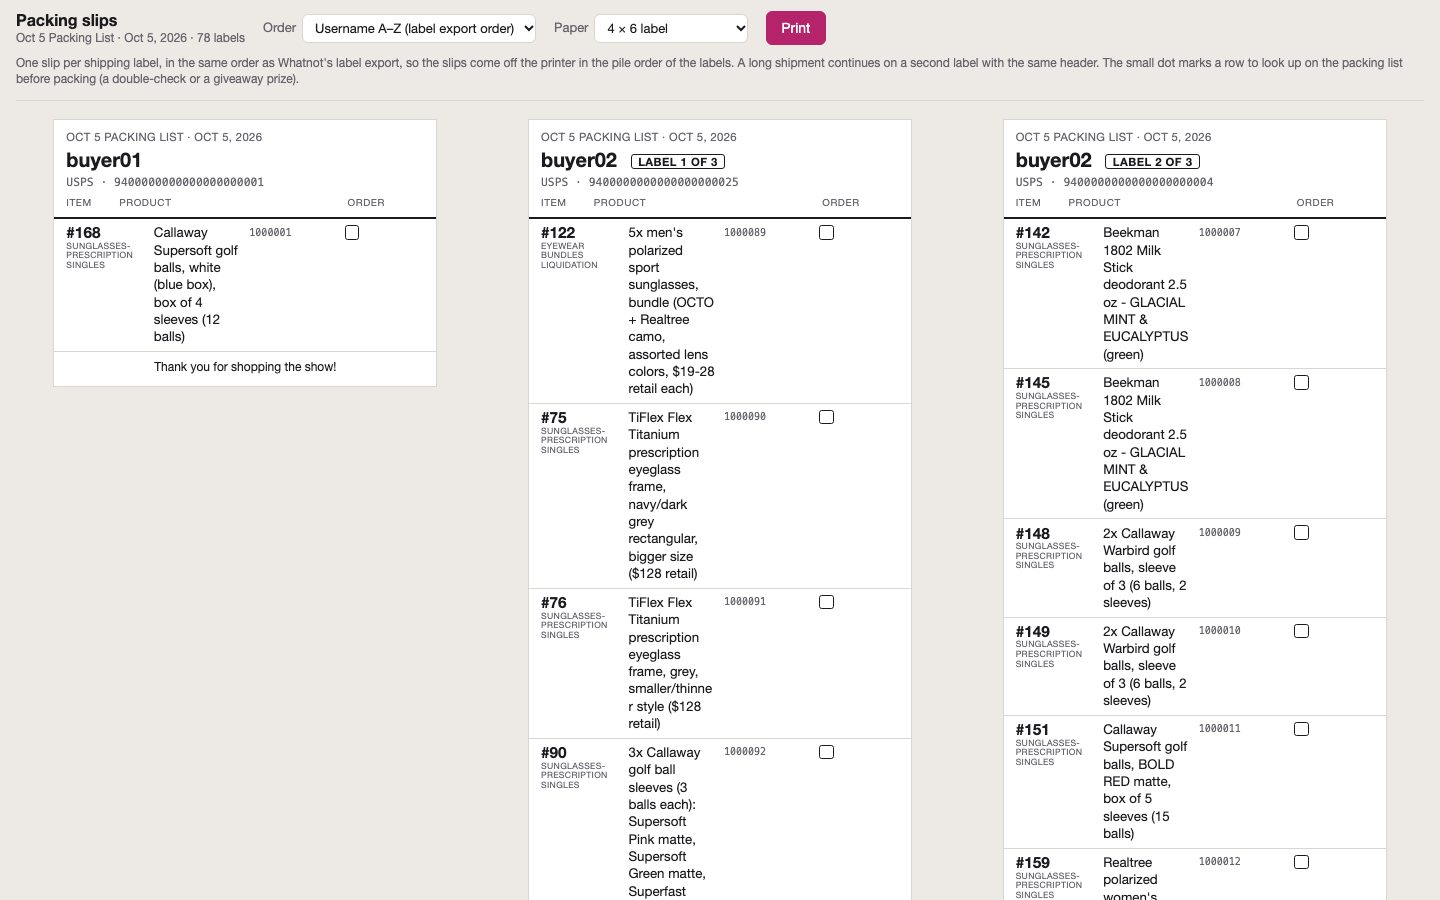 Packing slips
Oct 5 Packing List · Oct 5, 2026 · 78 labels
Order
Username A–Z (label export order)
Paper
4 × 6 label
Print
One slip per shipping label, in the same order as Whatnot's label export, so the slips come off the printer in the pile order of the labels. A long shipment continues on a second label with the same header. The small dot marks a row to look up on the packing list
before packing (a double-check or a giveaway prize).
OCT 5 PACKING LIST · OCT 5, 2026
buyer01
USPS · 9400000000000000000001
ITEM PRODUCT ORDER
#168
SUNGLASSES-
PRESCRIPTION
SINGLES
Callaway
Supersoft golf
balls, white
(blue box),
box of 4
sleeves (12
balls)
1000001
Thank you for shopping the show!
OCT 5 PACKING LIST · OCT 5, 2026
buyer02 LABEL 1 OF 3
USPS · 9400000000000000000025
ITEM PRODUCT ORDER
#122
EYEWEAR
BUNDLES
LIQUIDATION
5x men's
polarized
sport
sunglasses,
bundle (OCTO
+ Realtree
camo,
assorted lens
colors, $19-28
retail each)
1000089
#75
SUNGLASSES-
PRESCRIPTION
SINGLES
TiFlex Flex
Titanium
prescription
eyeglass
frame,
navy/dark
grey
rectangular,
bigger size
($128 retail)
1000090
#76
SUNGLASSES-
PRESCRIPTION
SINGLES
TiFlex Flex
Titanium
prescription
eyeglass
frame, grey,
smaller/thinne
r style ($128
retail)
1000091
#90
SUNGLASSES-
PRESCRIPTION
SINGLES
3x Callaway
golf ball
sleeves (3
balls each):
Supersoft
Pink matte,
Supersoft
Green matte,
Superfast
1000092
OCT 5 PACKING LIST · OCT 5, 2026
buyer02 LABEL 2 OF 3
USPS · 9400000000000000000004
ITEM PRODUCT ORDER
#142
SUNGLASSES-
PRESCRIPTION
SINGLES
Beekman
1802 Milk
Stick
deodorant 2.5
oz - GLACIAL
MINT &
EUCALYPTUS
(green)
1000007
#145
SUNGLASSES-
PRESCRIPTION
SINGLES
Beekman
1802 Milk
Stick
deodorant 2.5
oz - GLACIAL
MINT &
EUCALYPTUS
(green)
1000008
#148
SUNGLASSES-
PRESCRIPTION
SINGLES
2x Callaway
Warbird golf
balls, sleeve
of 3 (6 balls, 2
sleeves)
1000009
#149
SUNGLASSES-
PRESCRIPTION
SINGLES
2x Callaway
Warbird golf
balls, sleeve
of 3 (6 balls, 2
sleeves)
1000010
#151
SUNGLASSES-
PRESCRIPTION
SINGLES
Callaway
Supersoft golf
balls, BOLD
RED matte,
box of 5
sleeves (15
balls)
1000011
#159
SUNGLASSES-
PRESCRIPTION
SINGLES
Realtree
polarized
women's
1000012